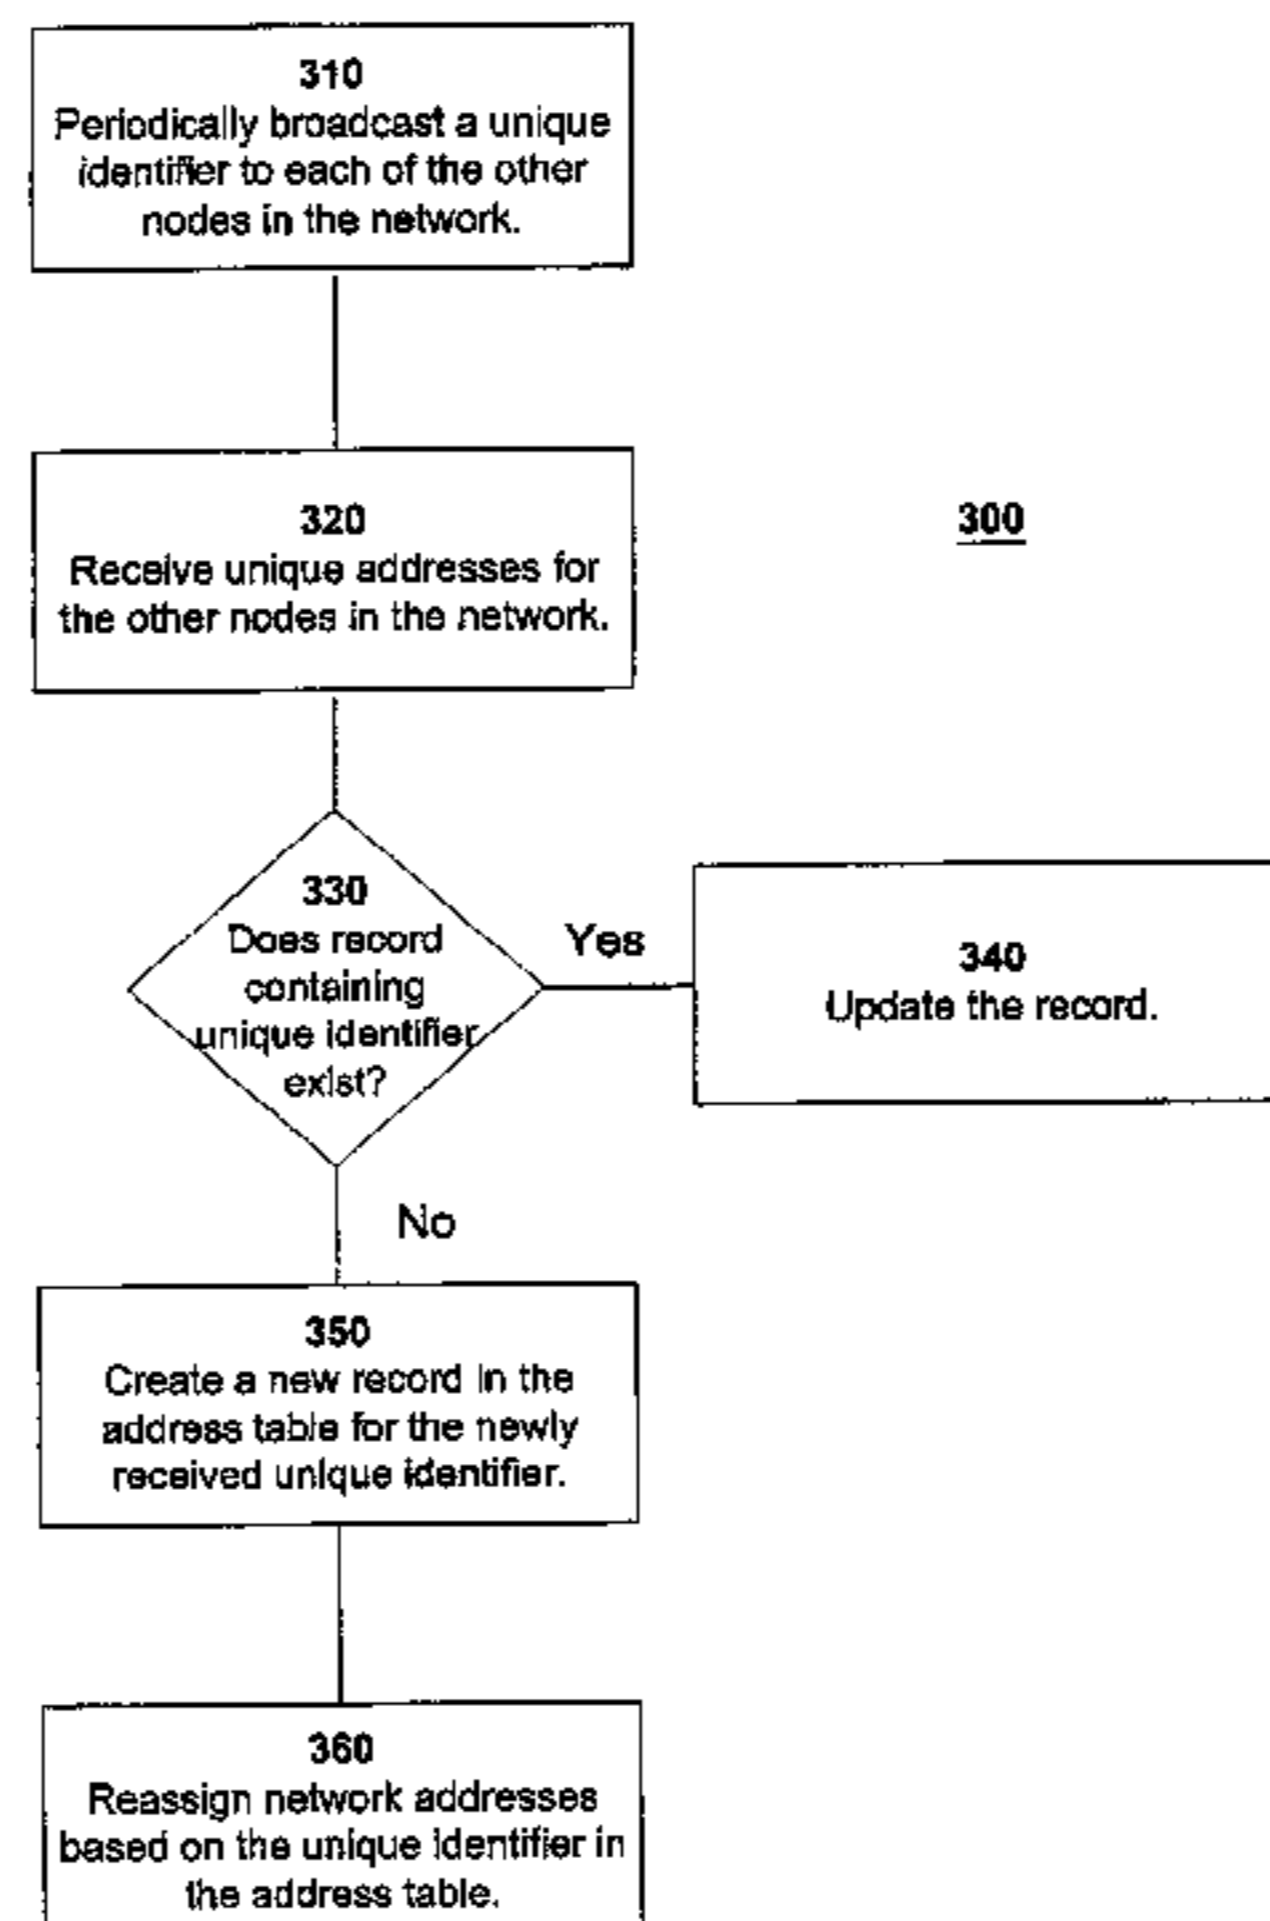 310
Periodically broadcast a unique
identifier to each of the other
nodes in the network.
320
Receive unique addresses for
the other nodes in the network.
300
330
Does record
containing
unique identifier
exist?
Yes
340
Update the record.
No
350
Create a new record in the
address table for the newly
received unique identifier.
360
Reassign network addresses
based on the unique identifier in
the address table.